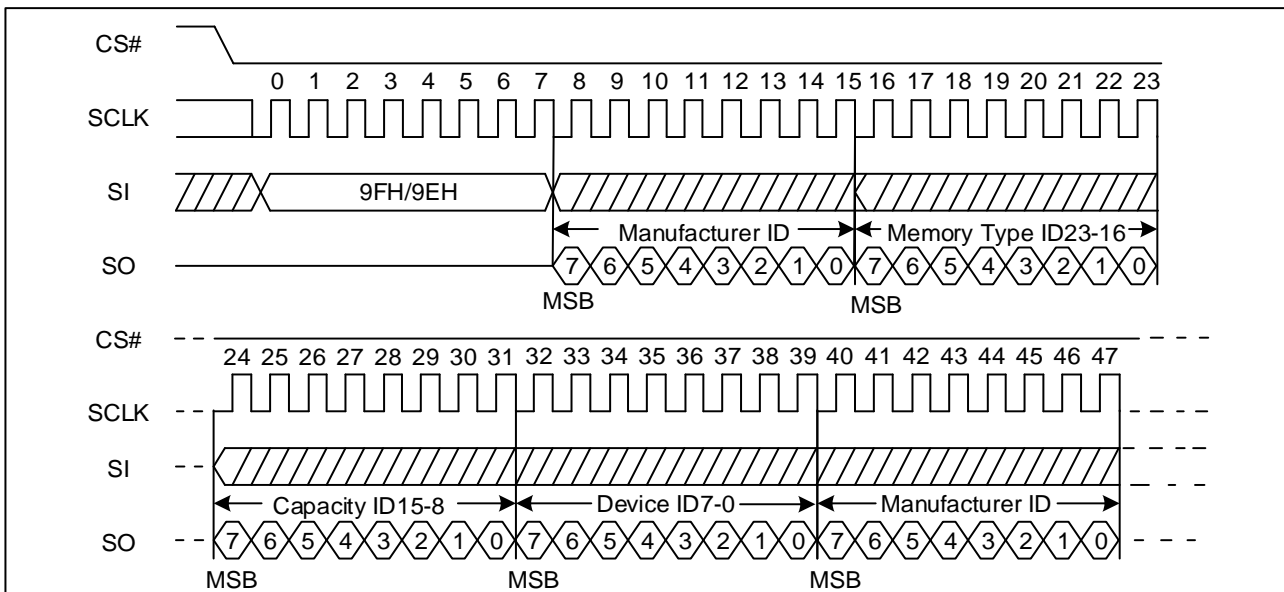 CS#
0 1 2 3 4 5 6 7 8 9 10 11 12 13 14 15 16 17 18 19 20 21 22 23
SCLK
SI 9FH/9EH
Manufacturer ID Memory Type ID23-16
SO 7 6 5 4 3 2 1 0 7 6 5 4 3 2 1 0
MSB MSB
CS#
24 25 26 27 28 29 30 31 32 33 34 35 36 37 38 39 40 41 42 43 44 45 46 47
SCLK
SI
Capacity ID15-8 Device ID7-0 Manufacturer ID
SO 7 6 5 4 3 2 1 0 7 6 5 4 3 2 1 0 7 6 5 4 3 2 1 0
MSB MSB MSB